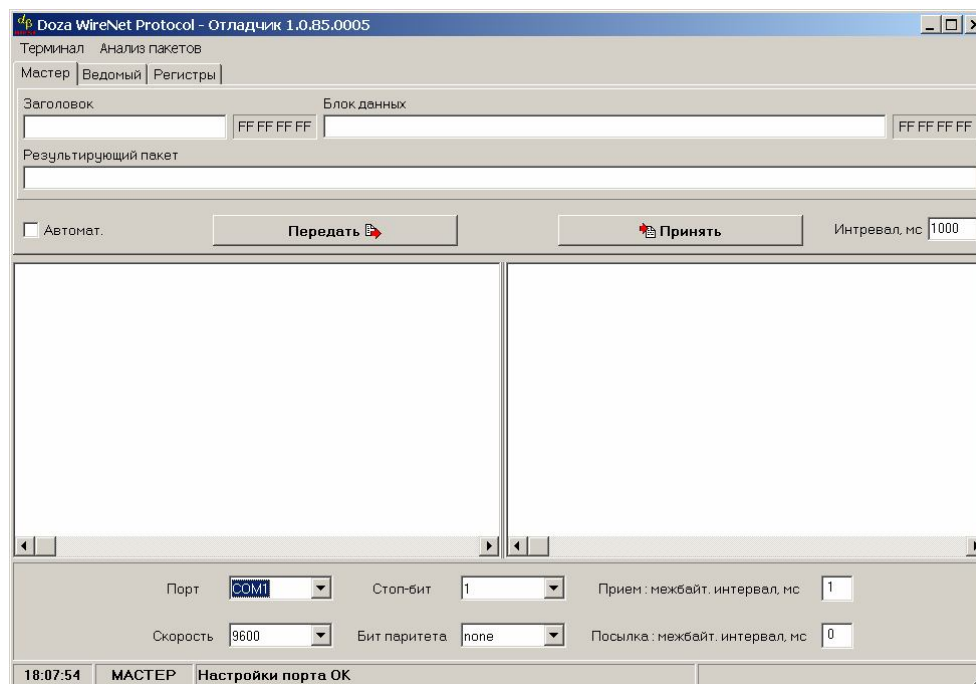 Doza WireNet Protocol - Отладчик 1.0.85.0005
Терминал Анализ пакетов
Мастер Ведомый Регистры
Заголовок Блок данных
FF FF FF FF FF FF FF FF
Результирующий пакет
Автомат. Передать Принять Интревал, мс 1000
Порт COM1 Стоп-бит 1 Прием : межбайт. интервал, мс 1
Скорость 9600 Бит паритета none Посылка : межбайт. интервал, мс 0
18:07:54 МАСТЕР Настройки порта ОК